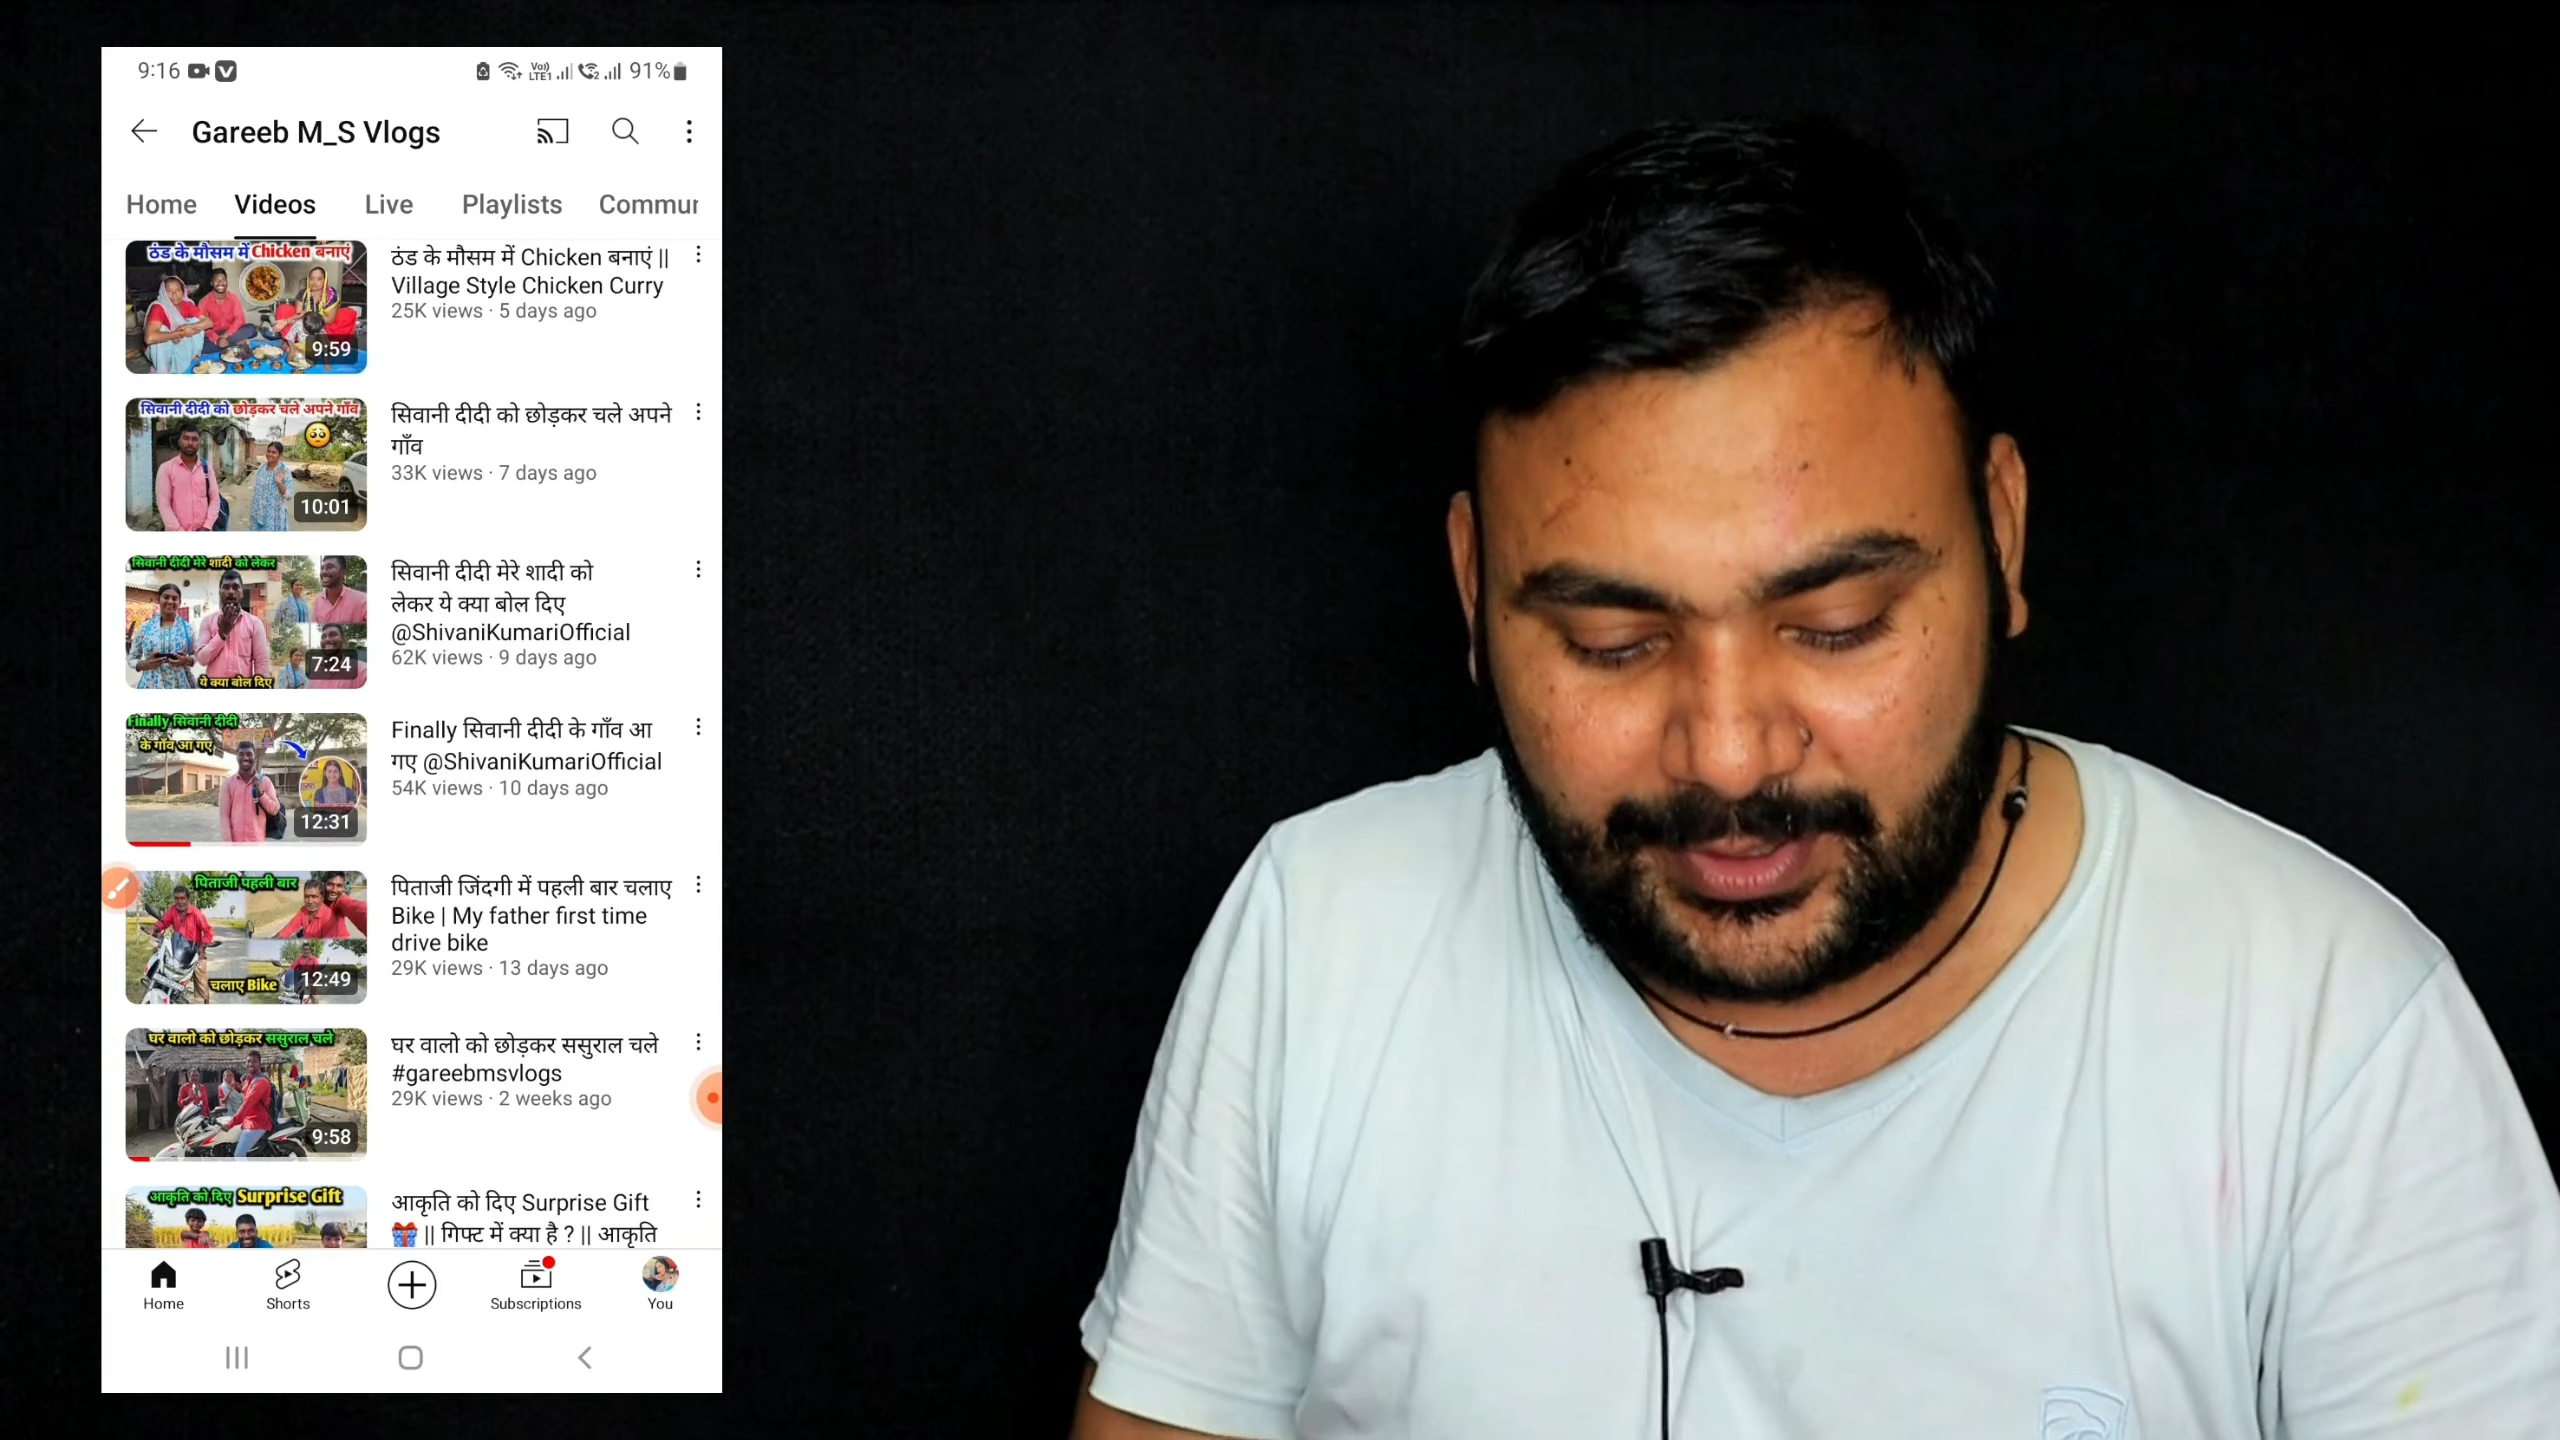 9:16
Vo)) LTE1 2 91%
Gareeb M_S Vlogs
Home Videos Live Playlists Commur
ठंड के मौसम में Chicken बनाएं
9:59
ठंड के मौसम में Chicken बनाएं ||
Village Style Chicken Curry
25K views · 5 days ago
सिवानी दीदी को छोड़कर चले अपने गाँव
10:01
सिवानी दीदी को छोड़कर चले अपने
गाँव
33K views · 7 days ago
सिवानी दीदी मेरे शादी को लेकर
7:24
ये क्या बोल दिए
सिवानी दीदी मेरे शादी को
लेकर ये क्या बोल दिए
@ShivaniKumariOfficial
62K views · 9 days ago
Finally सिवानी दीदी
के गाँव आ गए
12:31
Finally सिवानी दीदी के गाँव आ
गए @ShivaniKumariOfficial
54K views · 10 days ago
पिताजी पहली बार
चलाए Bike
12:49
पिताजी जिंदगी में पहली बार चलाए
Bike | My father first time
drive bike
29K views · 13 days ago
घर वालो को छोड़कर ससुराल चले
9:58
घर वालो को छोड़कर ससुराल चले
#gareebmsvlogs
29K views · 2 weeks ago
आकृति को दिए Surprise Gift
आकृति को दिए Surprise Gift
🎁 || गिफ्ट में क्या है ? || आकृति
Home Shorts Subscriptions You